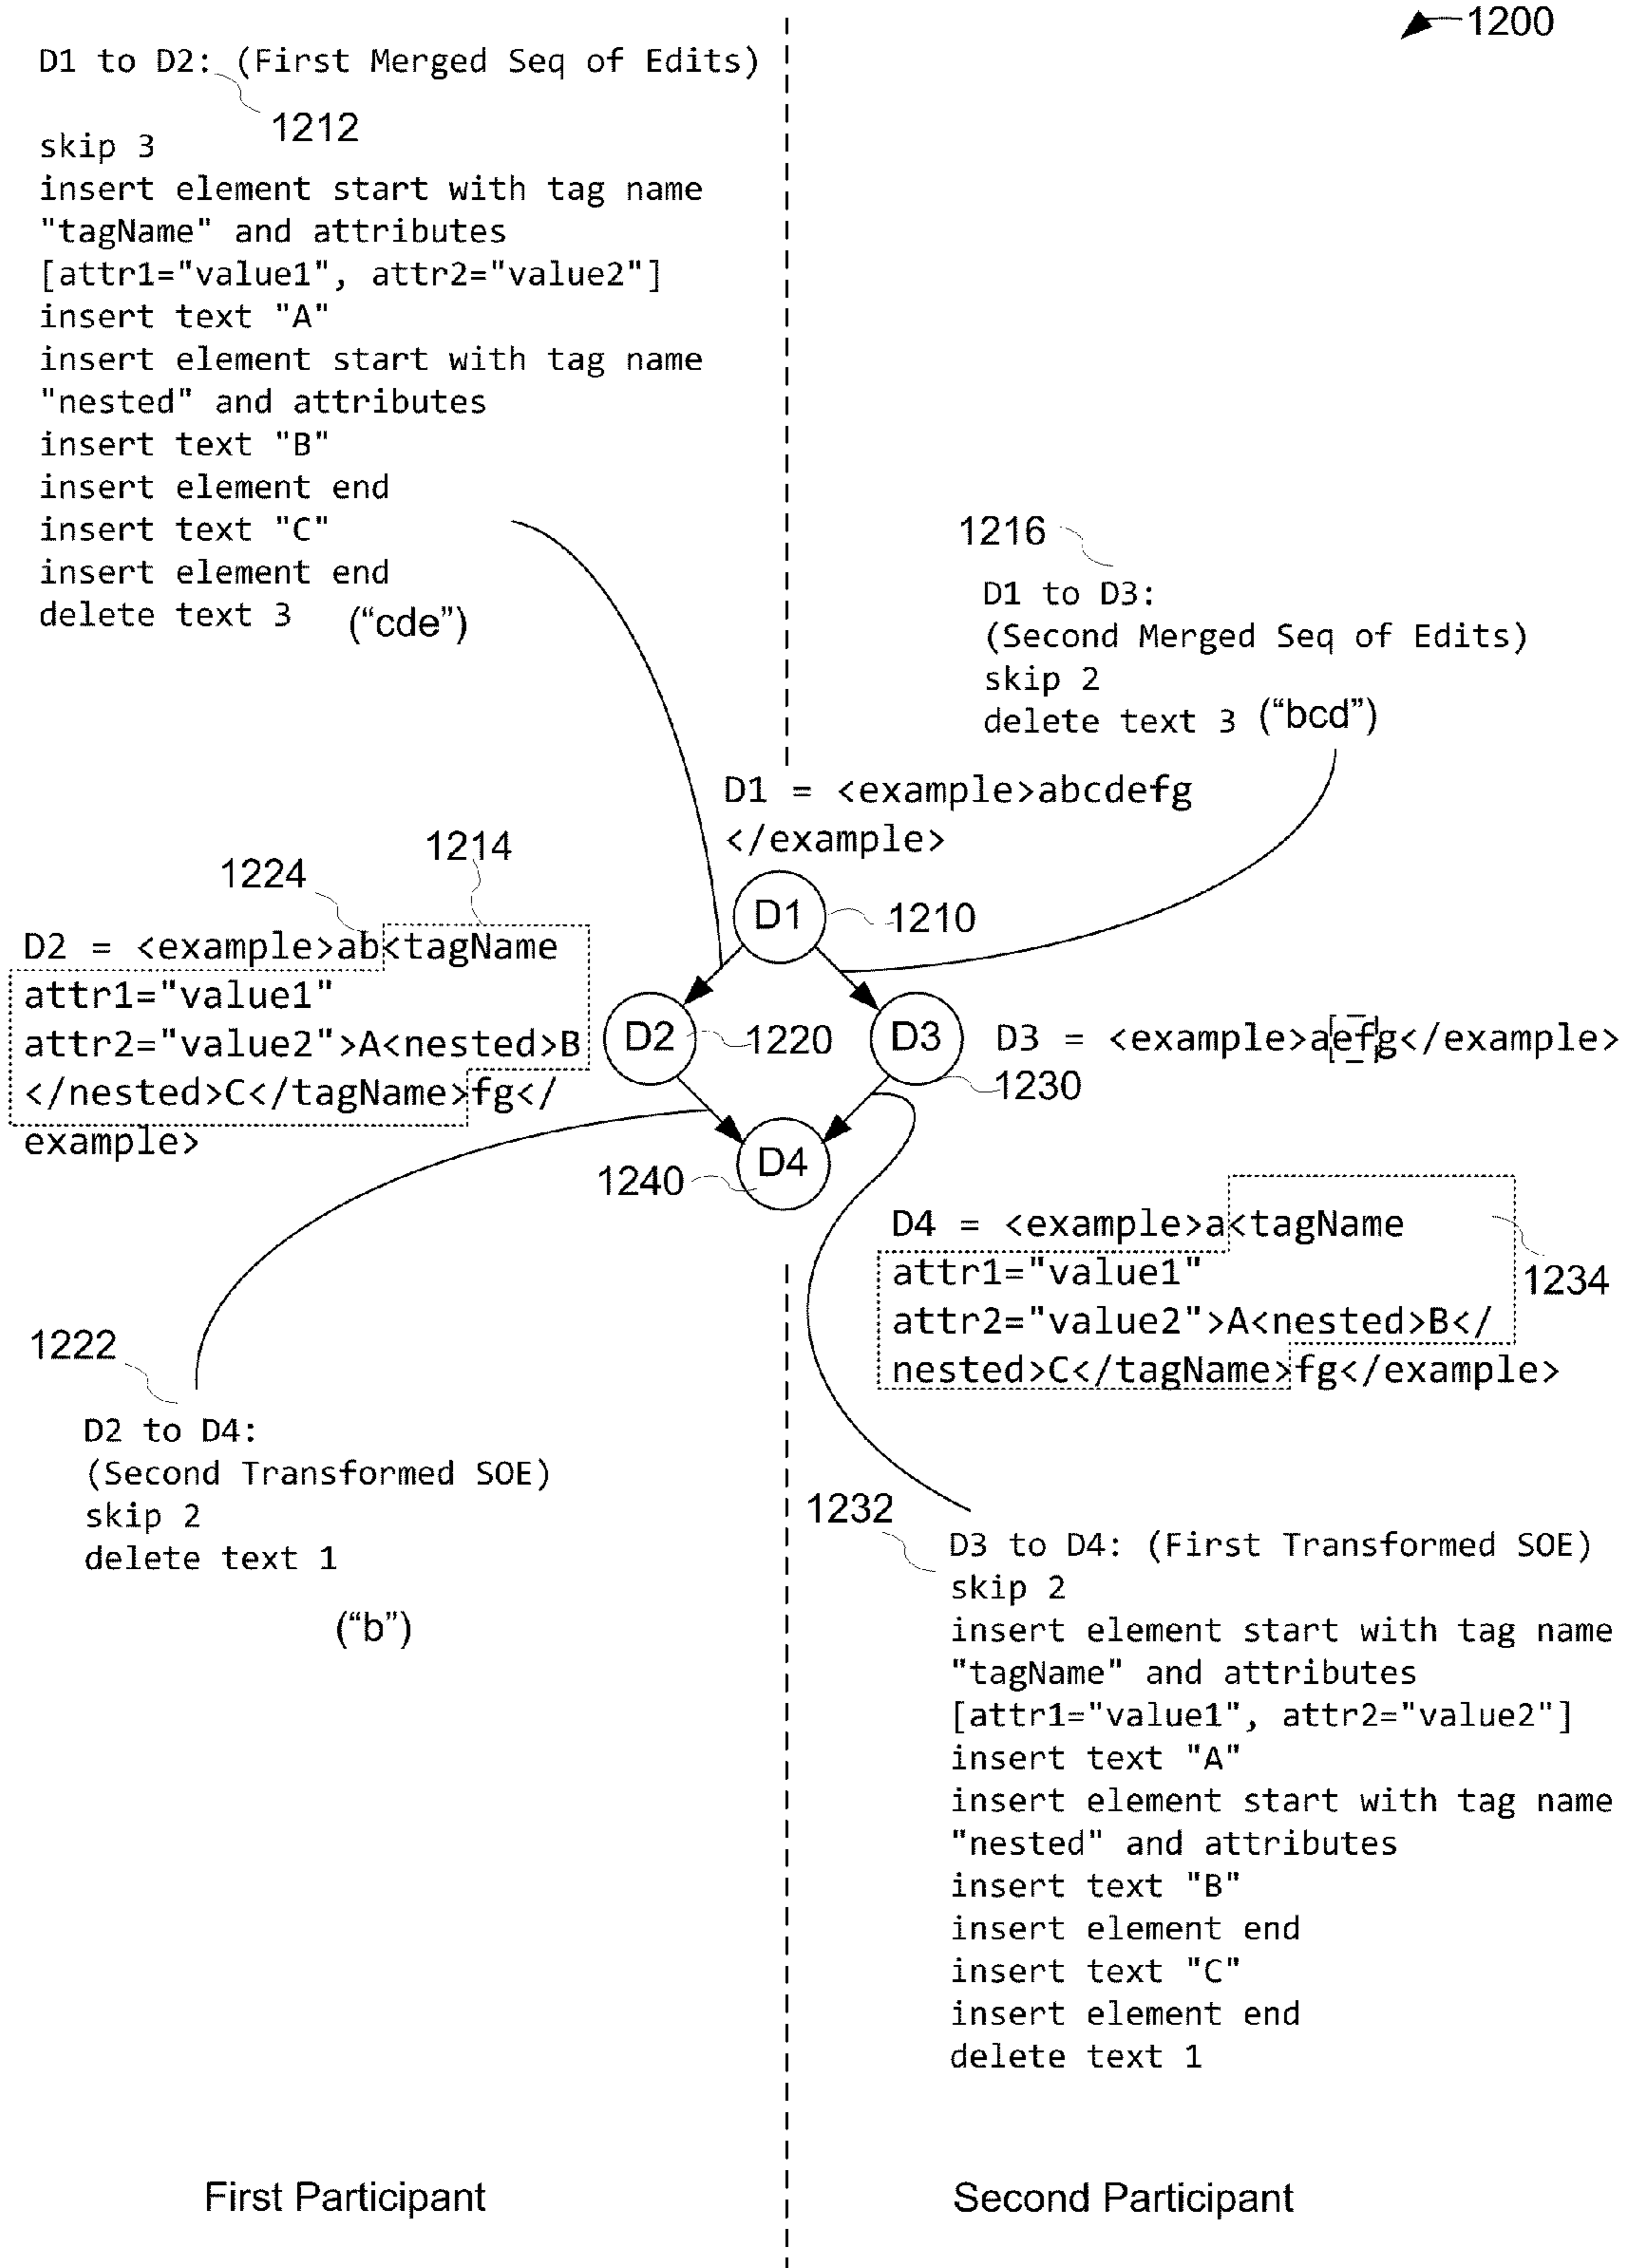 1200
D1 to D2: (First Merged Seq of Edits)
1212
skip 3
insert element start with tag name
"tagName" and attributes
[attr1="value1", attr2="value2"]
insert text "A"
insert element start with tag name
"nested" and attributes
insert text "B"
insert element end
insert text "C"
insert element end
delete text 3 (“cde”)
1216
D1 to D3:
(Second Merged Seq of Edits)
skip 2
delete text 3 (“bcd”)
D1 = <example>abcdefg
</example>
D1
1210
1224
1214
D2 = <example>ab<tagName
attr1="value1"
attr2="value2">A<nested>B
</nested>C</tagName>fg</
example>
D2
1220
D3
1230
D3 = <example>aefg</example>
D4
1240
D4 = <example>a<tagName
attr1="value1"
attr2="value2">A<nested>B</
nested>C</tagName>fg</example>
1234
1222
D2 to D4:
(Second Transformed SOE)
skip 2
delete text 1
(“b”)
1232
D3 to D4: (First Transformed SOE)
skip 2
insert element start with tag name
"tagName" and attributes
[attr1="value1", attr2="value2"]
insert text "A"
insert element start with tag name
"nested" and attributes
insert text "B"
insert element end
insert text "C"
insert element end
delete text 1
First Participant
Second Participant